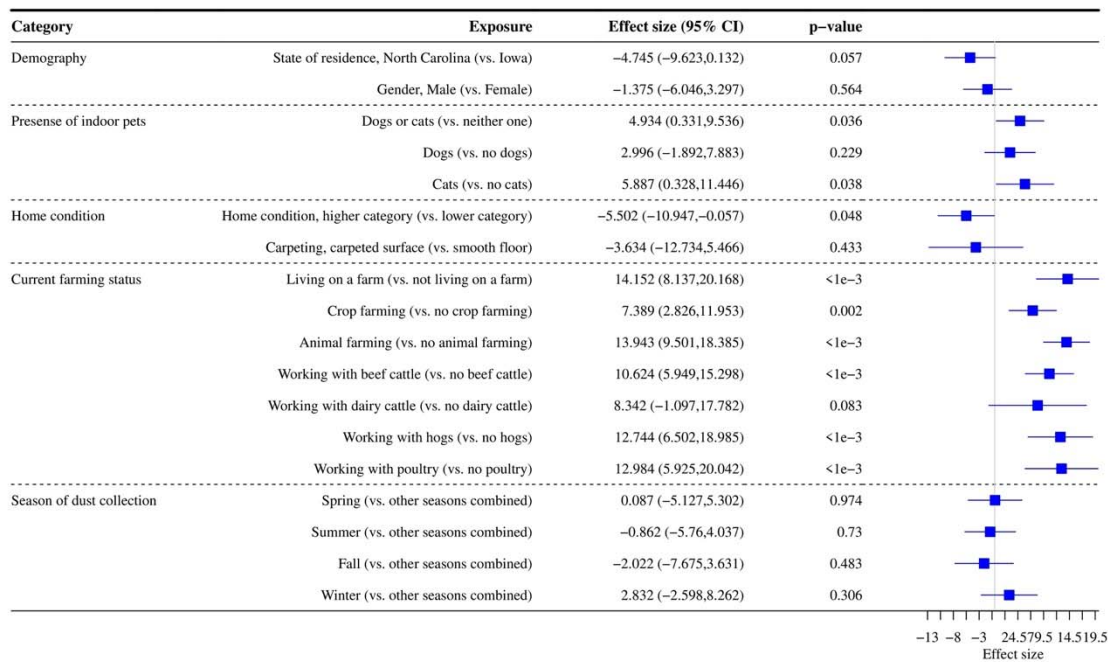 Category Exposure Effect size (95% CI) p−value
Demography State of residence, North Carolina (vs. Iowa) −4.745 (−9.623,0.132) 0.057
Gender, Male (vs. Female) −1.375 (−6.046,3.297) 0.564
Presense of indoor pets Dogs or cats (vs. neither one) 4.934 (0.331,9.536) 0.036
Dogs (vs. no dogs) 2.996 (−1.892,7.883) 0.229
Cats (vs. no cats) 5.887 (0.328,11.446) 0.038
Home condition Home condition, higher category (vs. lower category) −5.502 (−10.947,−0.057) 0.048
Carpeting, carpeted surface (vs. smooth floor) −3.634 (−12.734,5.466) 0.433
Current farming status Living on a farm (vs. not living on a farm) 14.152 (8.137,20.168) <1e−3
Crop farming (vs. no crop farming) 7.389 (2.826,11.953) 0.002
Animal farming (vs. no animal farming) 13.943 (9.501,18.385) <1e−3
Working with beef cattle (vs. no beef cattle) 10.624 (5.949,15.298) <1e−3
Working with dairy cattle (vs. no dairy cattle) 8.342 (−1.097,17.782) 0.083
Working with hogs (vs. no hogs) 12.744 (6.502,18.985) <1e−3
Working with poultry (vs. no poultry) 12.984 (5.925,20.042) <1e−3
Season of dust collection Spring (vs. other seasons combined) 0.087 (−5.127,5.302) 0.974
Summer (vs. other seasons combined) −0.862 (−5.76,4.037) 0.73
Fall (vs. other seasons combined) −2.022 (−7.675,3.631) 0.483
Winter (vs. other seasons combined) 2.832 (−2.598,8.262) 0.306
−13 −8 −3 2 4.5 7 9.5 14.5 19.5
Effect size